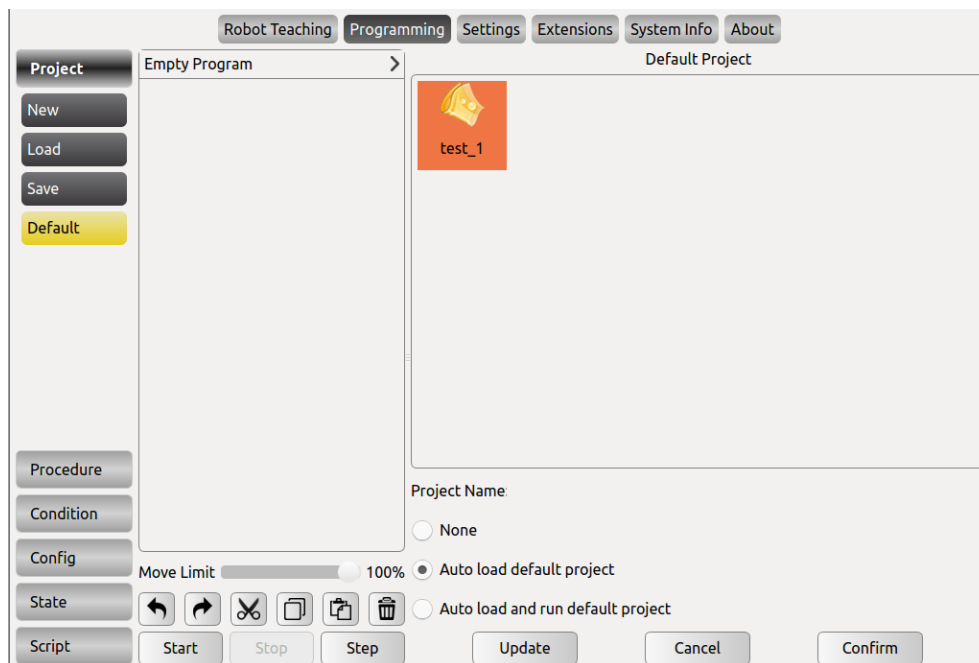 Robot Teaching Programming Settings Extensions System Info About
Project
New
Load
Save
Default
Procedure
Condition
Config
State
Script
Empty Program
Move Limit 100%
Start Stop Step
Default Project
test_1
Project Name:
None
Auto load default project
Auto load and run default project
Update Cancel Confirm